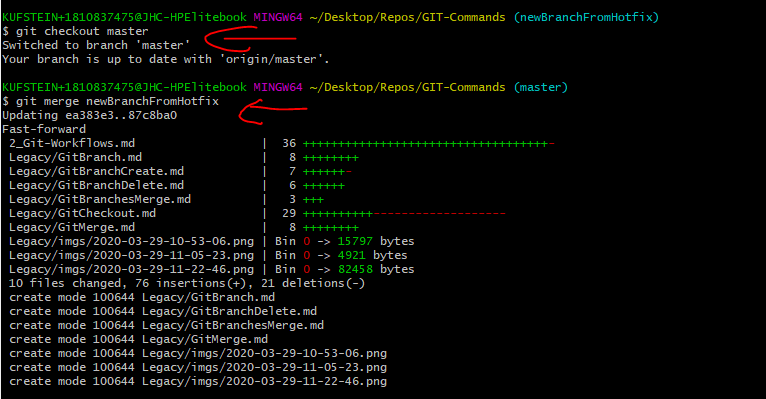 KUFSTEIN+1810837475@JHC-HPElitebook MINGW64 ~/Desktop/Repos/GIT-Commands (newBranchFromHotfix)
$ git checkout master
Switched to branch 'master'
Your branch is up to date with 'origin/master'.
KUFSTEIN+1810837475@JHC-HPElitebook MINGW64 ~/Desktop/Repos/GIT-Commands (master)
$ git merge newBranchFromHotfix
Updating ea383e3..87c8ba0
Fast-forward
2_Git-Workflows.md | 36 +++++++++++++++++++++++++++++++++++-
Legacy/GitBranch.md | 8 ++++++++
Legacy/GitBranchCreate.md | 7 ++++++-
Legacy/GitBranchDelete.md | 6 ++++++
Legacy/GitBranchesMerge.md | 3 +++
Legacy/GitCheckout.md | 29 ++++++++++-------------------
Legacy/GitMerge.md | 8 ++++++++
Legacy/imgs/2020-03-29-10-53-06.png | Bin 0 -> 15797 bytes
Legacy/imgs/2020-03-29-11-05-23.png | Bin 0 -> 4921 bytes
Legacy/imgs/2020-03-29-11-22-46.png | Bin 0 -> 82458 bytes
10 files changed, 76 insertions(+), 21 deletions(-)
create mode 100644 Legacy/GitBranch.md
create mode 100644 Legacy/GitBranchDelete.md
create mode 100644 Legacy/GitBranchesMerge.md
create mode 100644 Legacy/GitMerge.md
create mode 100644 Legacy/imgs/2020-03-29-10-53-06.png
create mode 100644 Legacy/imgs/2020-03-29-11-05-23.png
create mode 100644 Legacy/imgs/2020-03-29-11-22-46.png